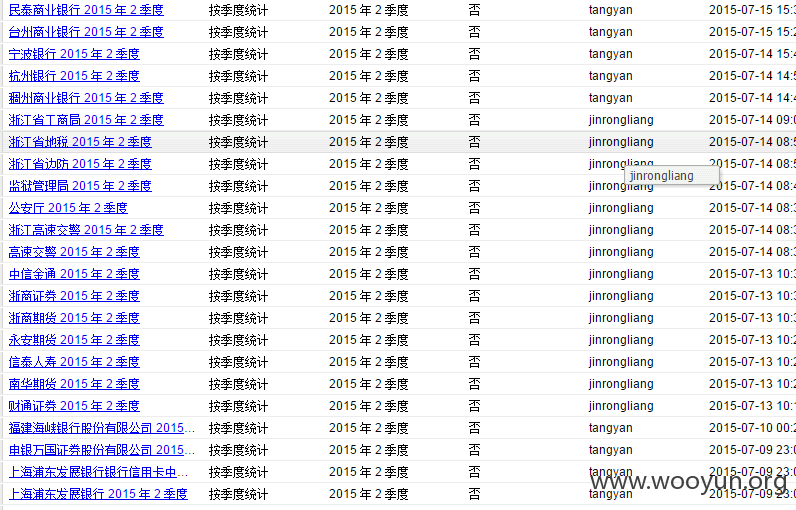 民泰商业银行 2015 年 2 季度 按季度统计 2015 年 2 季度 否 tangyan 2015-07-15 15:3
台州商业银行 2015 年 2 季度 按季度统计 2015 年 2 季度 否 tangyan 2015-07-15 15:2
宁波银行 2015 年 2 季度 按季度统计 2015 年 2 季度 否 tangyan 2015-07-14 15:4
杭州银行 2015 年 2 季度 按季度统计 2015 年 2 季度 否 tangyan 2015-07-14 14:5
稠州商业银行 2015 年 2 季度 按季度统计 2015 年 2 季度 否 tangyan 2015-07-14 14:4
浙江省工商局 2015 年 2 季度 按季度统计 2015 年 2 季度 否 jinrongliang 2015-07-14 09:0
浙江省地税 2015 年 2 季度 按季度统计 2015 年 2 季度 否 jinrongliang 2015-07-14 08:5
浙江省边防 2015 年 2 季度 按季度统计 2015 年 2 季度 否 jinrongliang 2015-07-14 08:5
jinrongliang
监狱管理局 2015 年 2 季度 按季度统计 2015 年 2 季度 否 jinrongliang 2015-07-14 08:4
公安厅 2015 年 2 季度 按季度统计 2015 年 2 季度 否 jinrongliang 2015-07-14 08:3
浙江高速交警 2015 年 2 季度 按季度统计 2015 年 2 季度 否 jinrongliang 2015-07-14 08:3
高速交警 2015 年 2 季度 按季度统计 2015 年 2 季度 否 jinrongliang 2015-07-14 08:3
中信金通 2015 年 2 季度 按季度统计 2015 年 2 季度 否 jinrongliang 2015-07-13 10:3
浙商证券 2015 年 2 季度 按季度统计 2015 年 2 季度 否 jinrongliang 2015-07-13 10:3
浙商期货 2015 年 2 季度 按季度统计 2015 年 2 季度 否 jinrongliang 2015-07-13 10:3
永安期货 2015 年 2 季度 按季度统计 2015 年 2 季度 否 jinrongliang 2015-07-13 10:2
信泰人寿 2015 年 2 季度 按季度统计 2015 年 2 季度 否 jinrongliang 2015-07-13 10:2
南华期货 2015 年 2 季度 按季度统计 2015 年 2 季度 否 jinrongliang 2015-07-13 10:2
财通证券 2015 年 2 季度 按季度统计 2015 年 2 季度 否 jinrongliang 2015-07-13 10:1
福建海峡银行股份有限公司 2015... 按季度统计 2015 年 2 季度 否 tangyan 2015-07-10 00:2
申银万国证券股份有限公司 2015... 按季度统计 2015 年 2 季度 否 tangyan 2015-07-09 23:0
上海浦东发展银行银行信用卡中... 按季度统计 2015 年 2 季度 否 tangyan 2015-07-09 23:0
www.wooyun.org
上海浦东发展银行 2015 年 2 季度 按季度统计 2015 年 2 季度 否 tangyan 2015-07-09 23:0